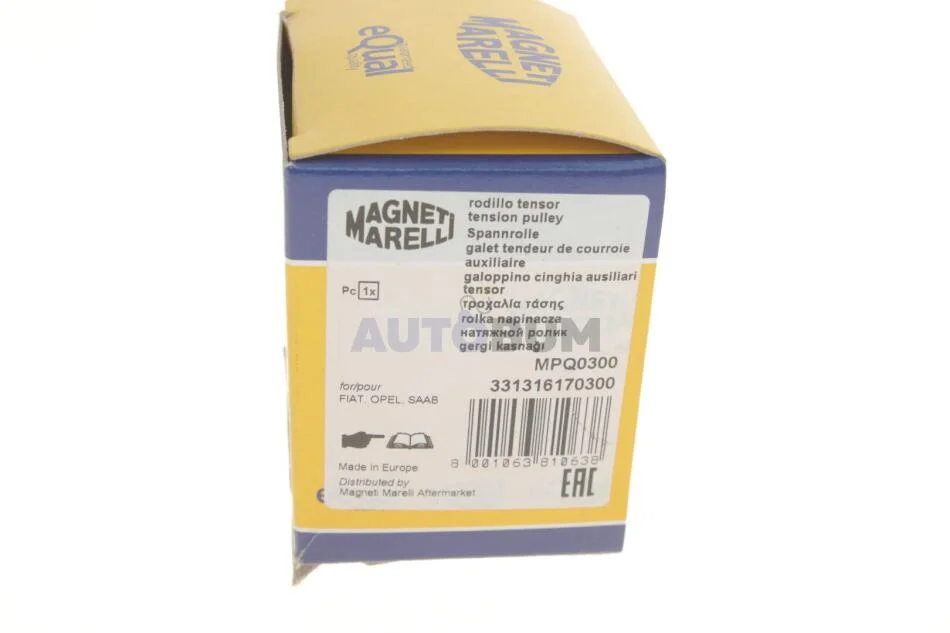 eQual
quality
MAGNETI
MARELLI
MAGNETI
MARELLI
rodillo tensor
tension pulley
Spannrolle
galet tendeur de courroie
auxiliaire
galoppino cinghia ausiliari
tensor
τροχαλία τάσης
rolka napinacza
натяжной ролик
gergi kasnağı
Pc 1x
AUTOBUM
MPQ0300
331316170300
for/pour
FIAT, OPEL, SAAB
8 001063 810638
Made in Europe
Distributed by
Magneti Marelli Aftermarket
EAC